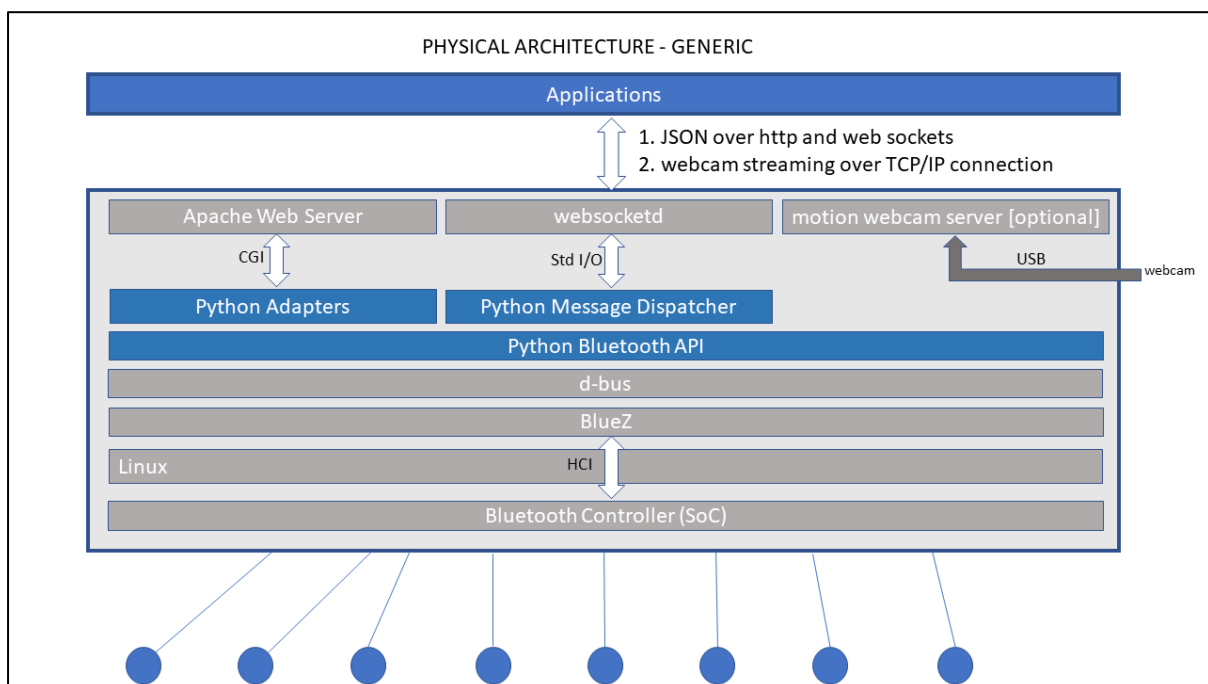 PHYSICAL ARCHITECTURE - GENERIC
Applications
1. JSON over http and web sockets
2. webcam streaming over TCP/IP connection
Apache Web Server
websocketd
motion webcam server [optional]
CGI
Std I/O
USB
webcam
Python Adapters
Python Message Dispatcher
Python Bluetooth API
d-bus
BlueZ
Linux
HCI
Bluetooth Controller (SoC)